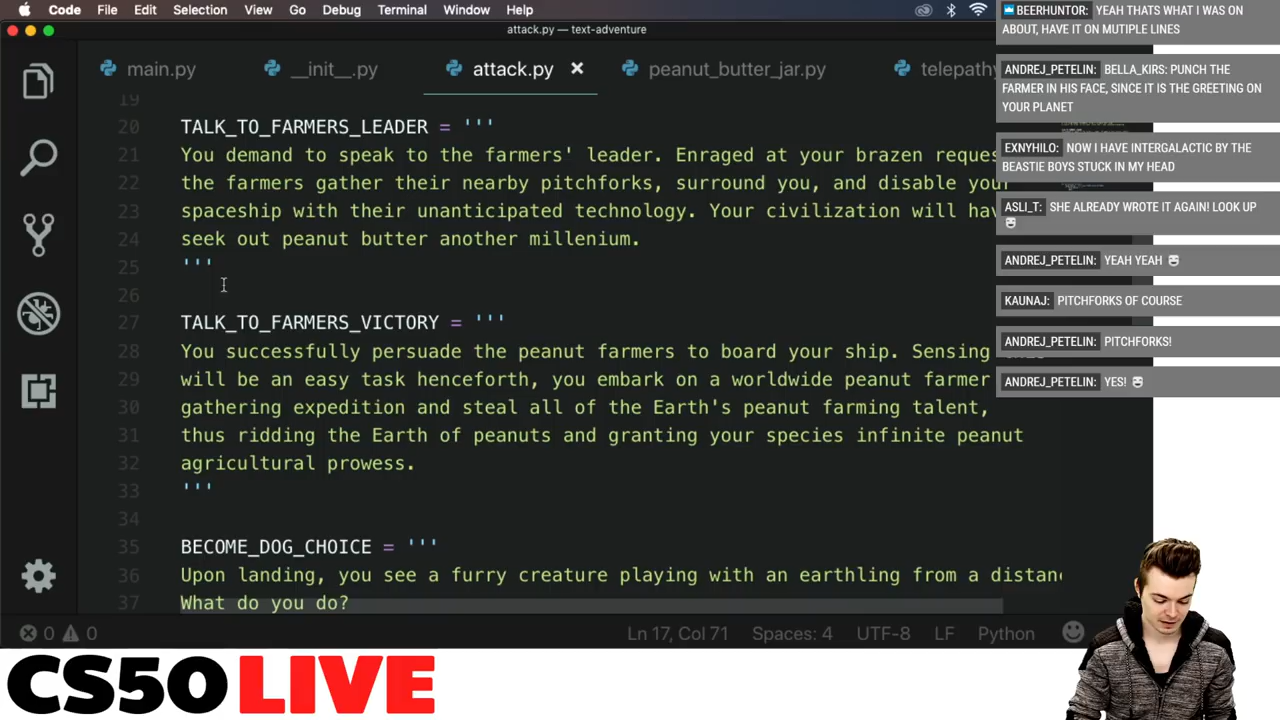 Code File Edit Selection View Go Debug Terminal Window Help
attack.py — text-adventure
main.py __init__.py attack.py peanut_butter_jar.py telepathy
19
20 TALK_TO_FARMERS_LEADER = '''
21 You demand to speak to the farmers' leader. Enraged at your brazen reques
22 the farmers gather their nearby pitchforks, surround you, and disable your
23 spaceship with their unanticipated technology. Your civilization will hav
24 seek out peanut butter another millenium.
25 '''
26
27 TALK_TO_FARMERS_VICTORY = '''
28 You successfully persuade the peanut farmers to board your ship. Sensing
29 will be an easy task henceforth, you embark on a worldwide peanut farmer
30 gathering expedition and steal all of the Earth's peanut farming talent,
31 thus ridding the Earth of peanuts and granting your species infinite peanut
32 agricultural prowess.
33 '''
34
35 BECOME_DOG_CHOICE = '''
36 Upon landing, you see a furry creature playing with an earthling from a distanc
37 What do you do?
0 0 Ln 17, Col 71 Spaces: 4 UTF-8 LF Python
BEERHUNTOR: YEAH THATS WHAT I WAS ON
ABOUT, HAVE IT ON MUTIPLE LINES
ANDREJ_PETELIN: BELLA_KIRS: PUNCH THE
FARMER IN HIS FACE, SINCE IT IS THE GREETING ON
YOUR PLANET
EXNYHILO: NOW I HAVE INTERGALACTIC BY THE
BEASTIE BOYS STUCK IN MY HEAD
ASLI_T: SHE ALREADY WROTE IT AGAIN! LOOK UP
ANDREJ_PETELIN: YEAH YEAH
KAUNAJ: PITCHFORKS OF COURSE
ANDREJ_PETELIN: PITCHFORKS!
ANDREJ_PETELIN: YES!
CS50 LIVE